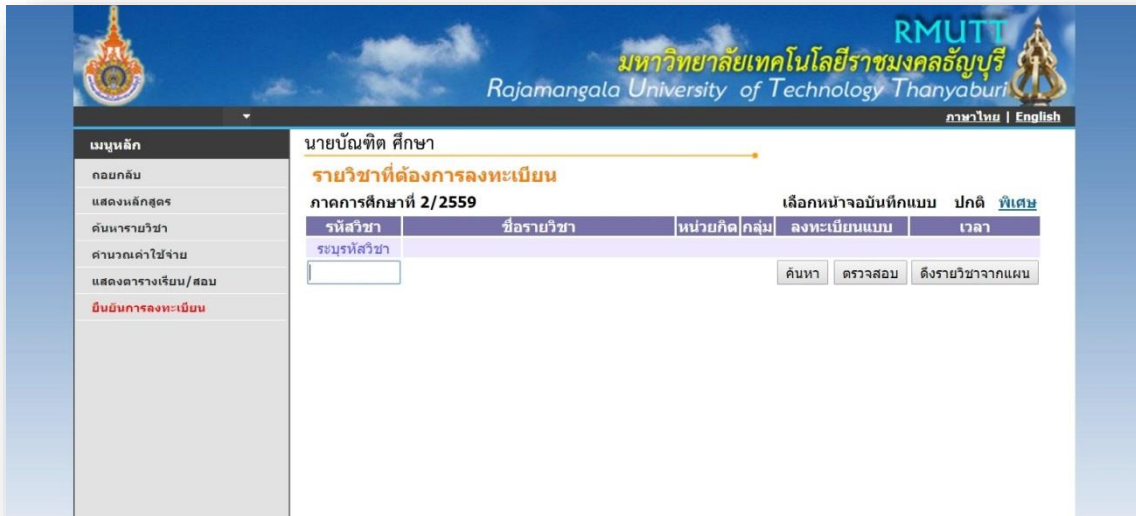 RMUTT
มหาวิทยาลัยเทคโนโลยีราชมงคลธัญบุรี
Rajamangala University of Technology Thanyaburi
ภาษาไทย | English
เมนูหลัก
ถอยกลับ
แสดงหลักสูตร
ค้นหารายวิชา
คำนวณค่าใช้จ่าย
แสดงตารางเรียน/สอบ
ยืนยันการลงทะเบียน
นายบัณฑิต ศึกษา
รายวิชาที่ต้องการลงทะเบียน
ภาคการศึกษาที่ 2/2559 เลือกหน้าจอบันทึกแบบ ปกติ พิเศษ
รหัสวิชา ชื่อรายวิชา หน่วยกิต กลุ่ม ลงทะเบียนแบบ เวลา
ระบุรหัสวิชา
ค้นหา ตรวจสอบ ดึงรายวิชาจากแผน